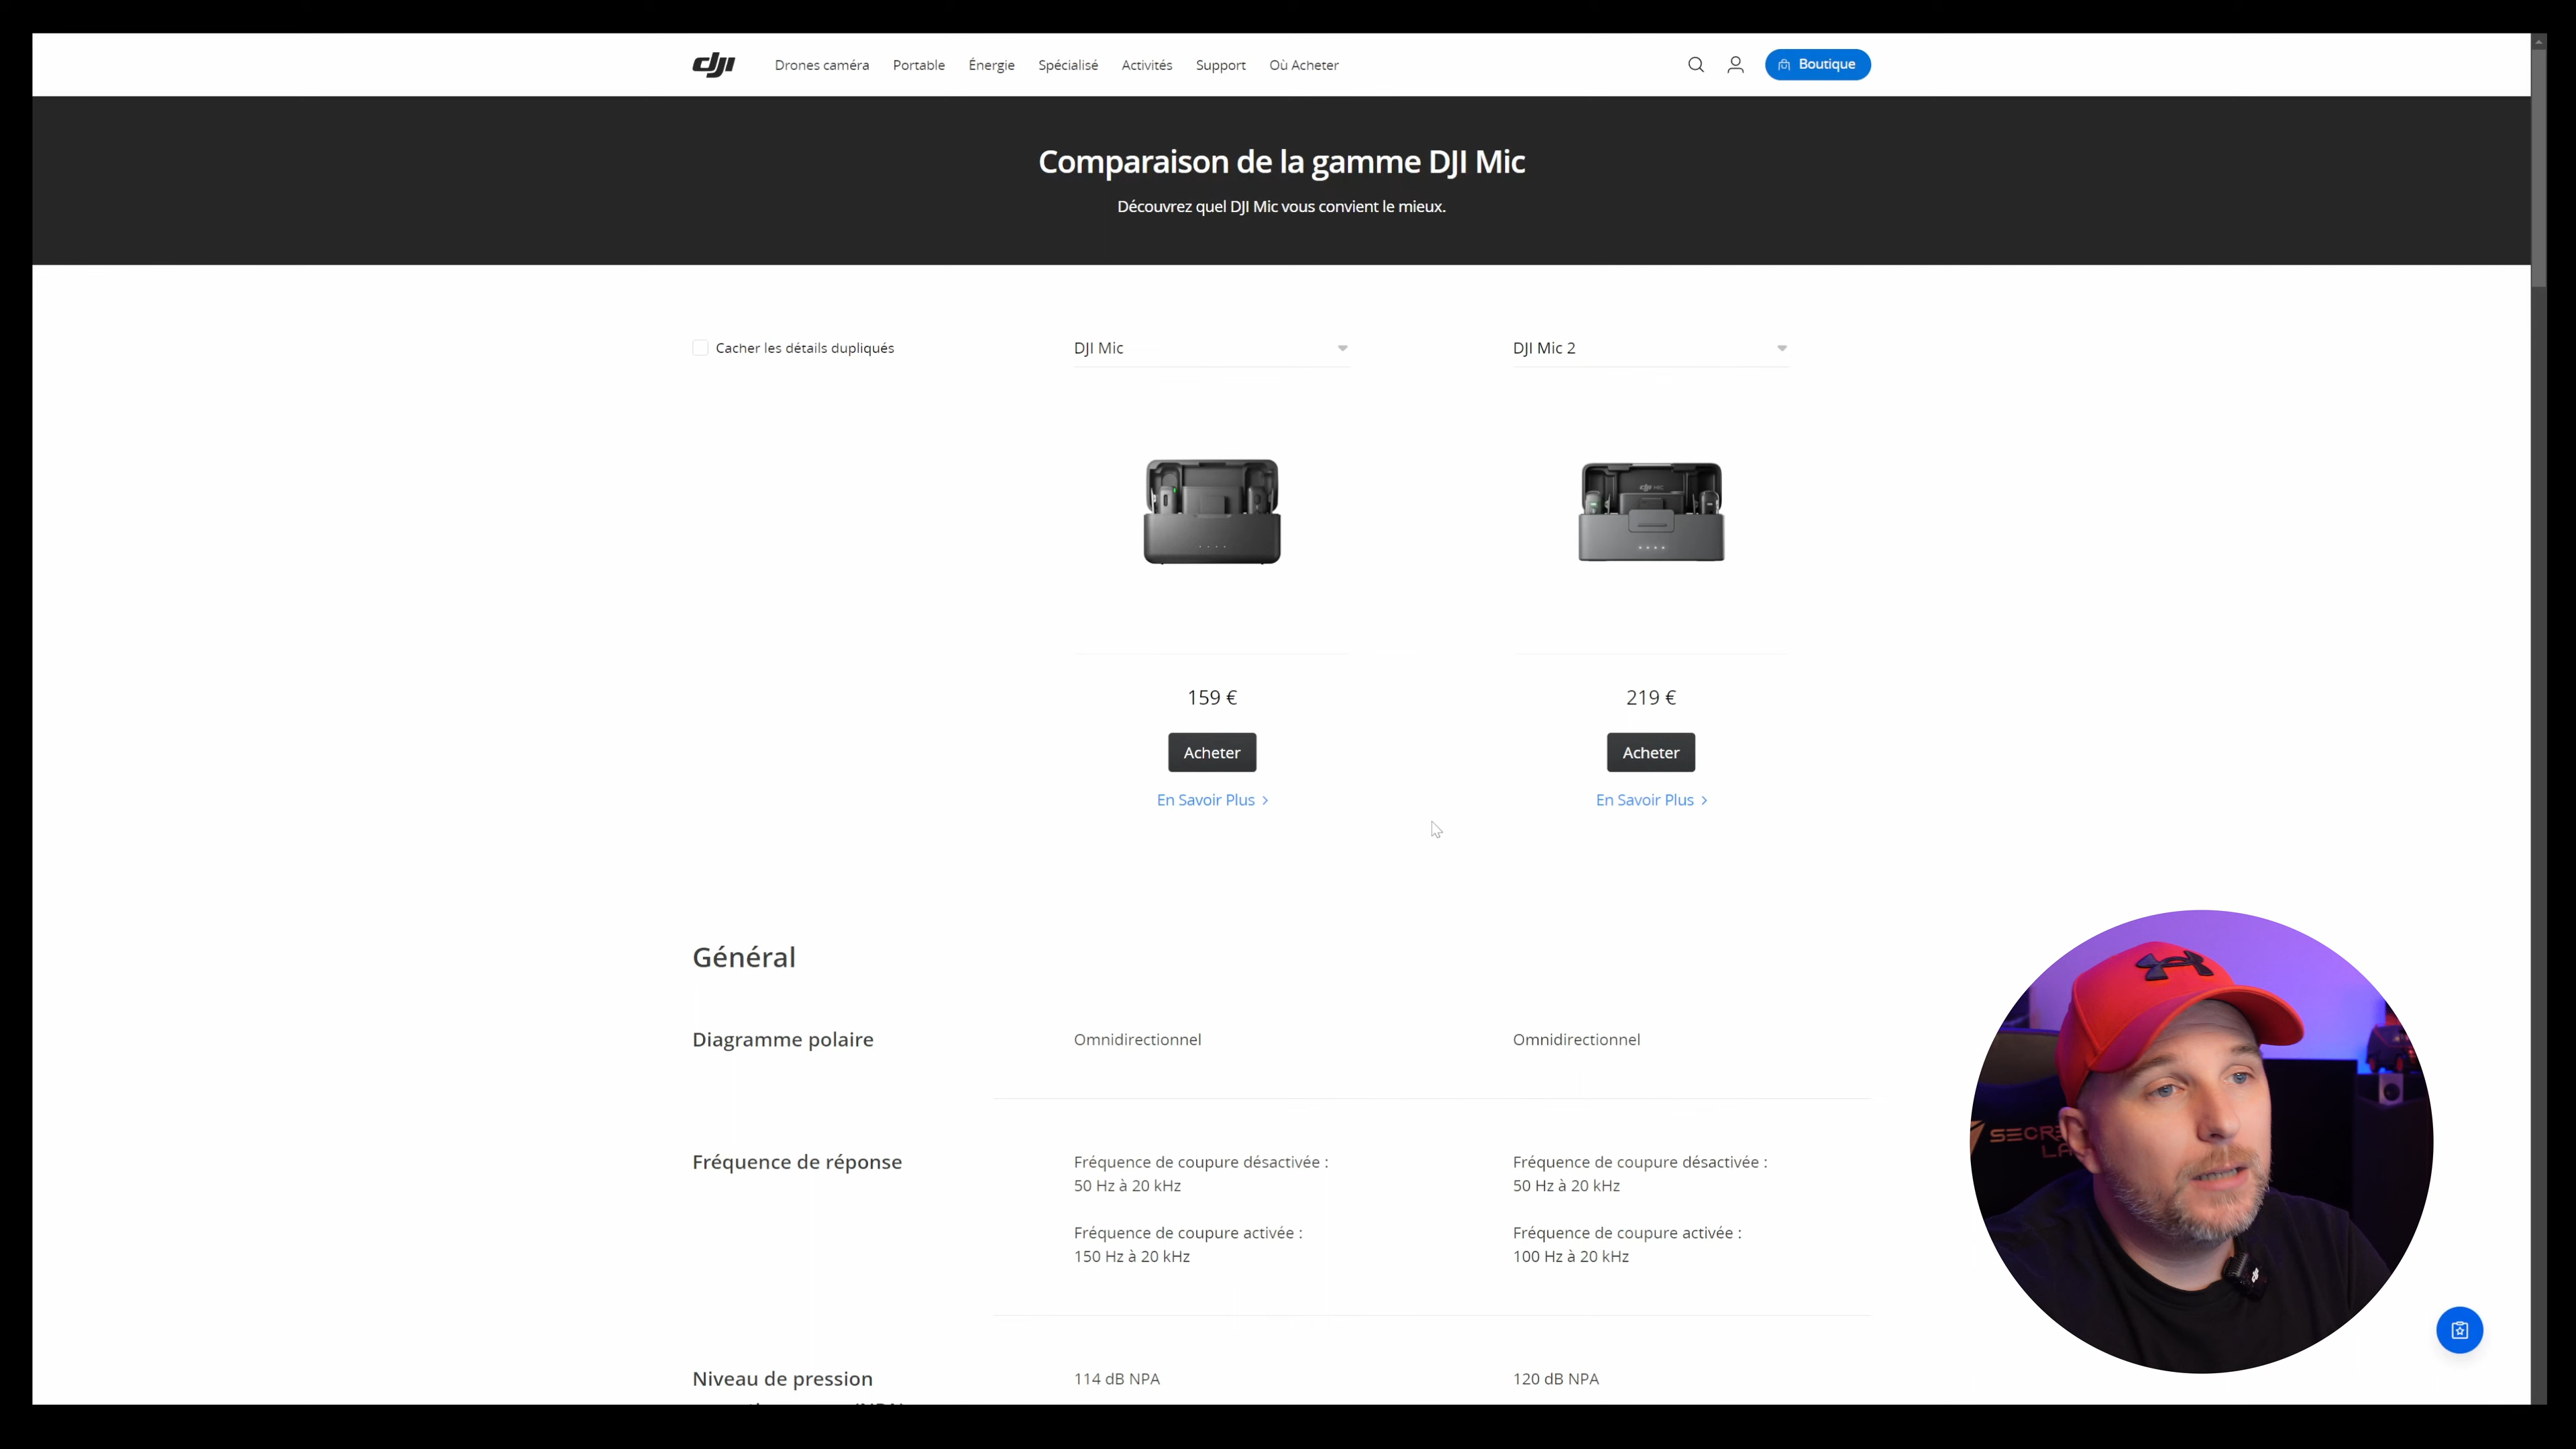 dji
Drones caméra
Portable
Énergie
Spécialisé
Activités
Support
Où Acheter
Boutique
Comparaison de la gamme DJI Mic
Découvrez quel DJI Mic vous convient le mieux.
Cacher les détails dupliqués
DJI Mic
DJI Mic 2
159 €
219 €
Acheter
Acheter
En Savoir Plus >
En Savoir Plus >
Général
Diagramme polaire
Omnidirectionnel
Omnidirectionnel
Fréquence de réponse
Fréquence de coupure désactivée :
50 Hz à 20 kHz
Fréquence de coupure activée :
150 Hz à 20 kHz
Fréquence de coupure désactivée :
50 Hz à 20 kHz
Fréquence de coupure activée :
100 Hz à 20 kHz
Niveau de pression
114 dB NPA
120 dB NPA